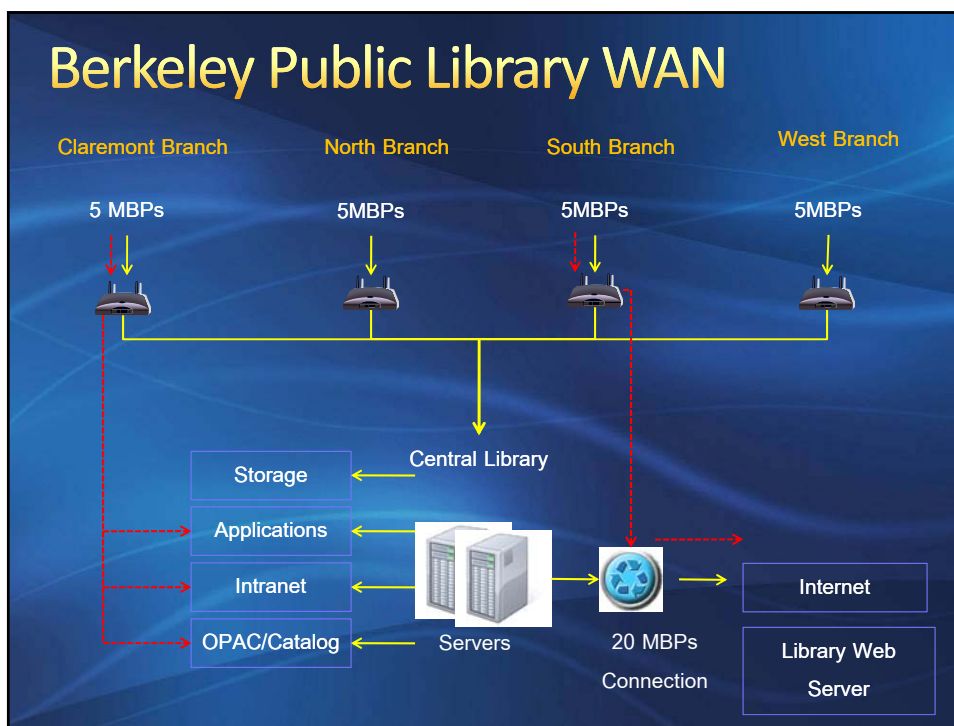 Berkeley Public Library WAN
Claremont Branch
North Branch
South Branch
West Branch
5 MBPs
5MBPs
5MBPs
5MBPs
Central Library
Storage
Applications
Intranet
OPAC/Catalog
Servers
20 MBPs
Connection
Internet
Library Web
Server